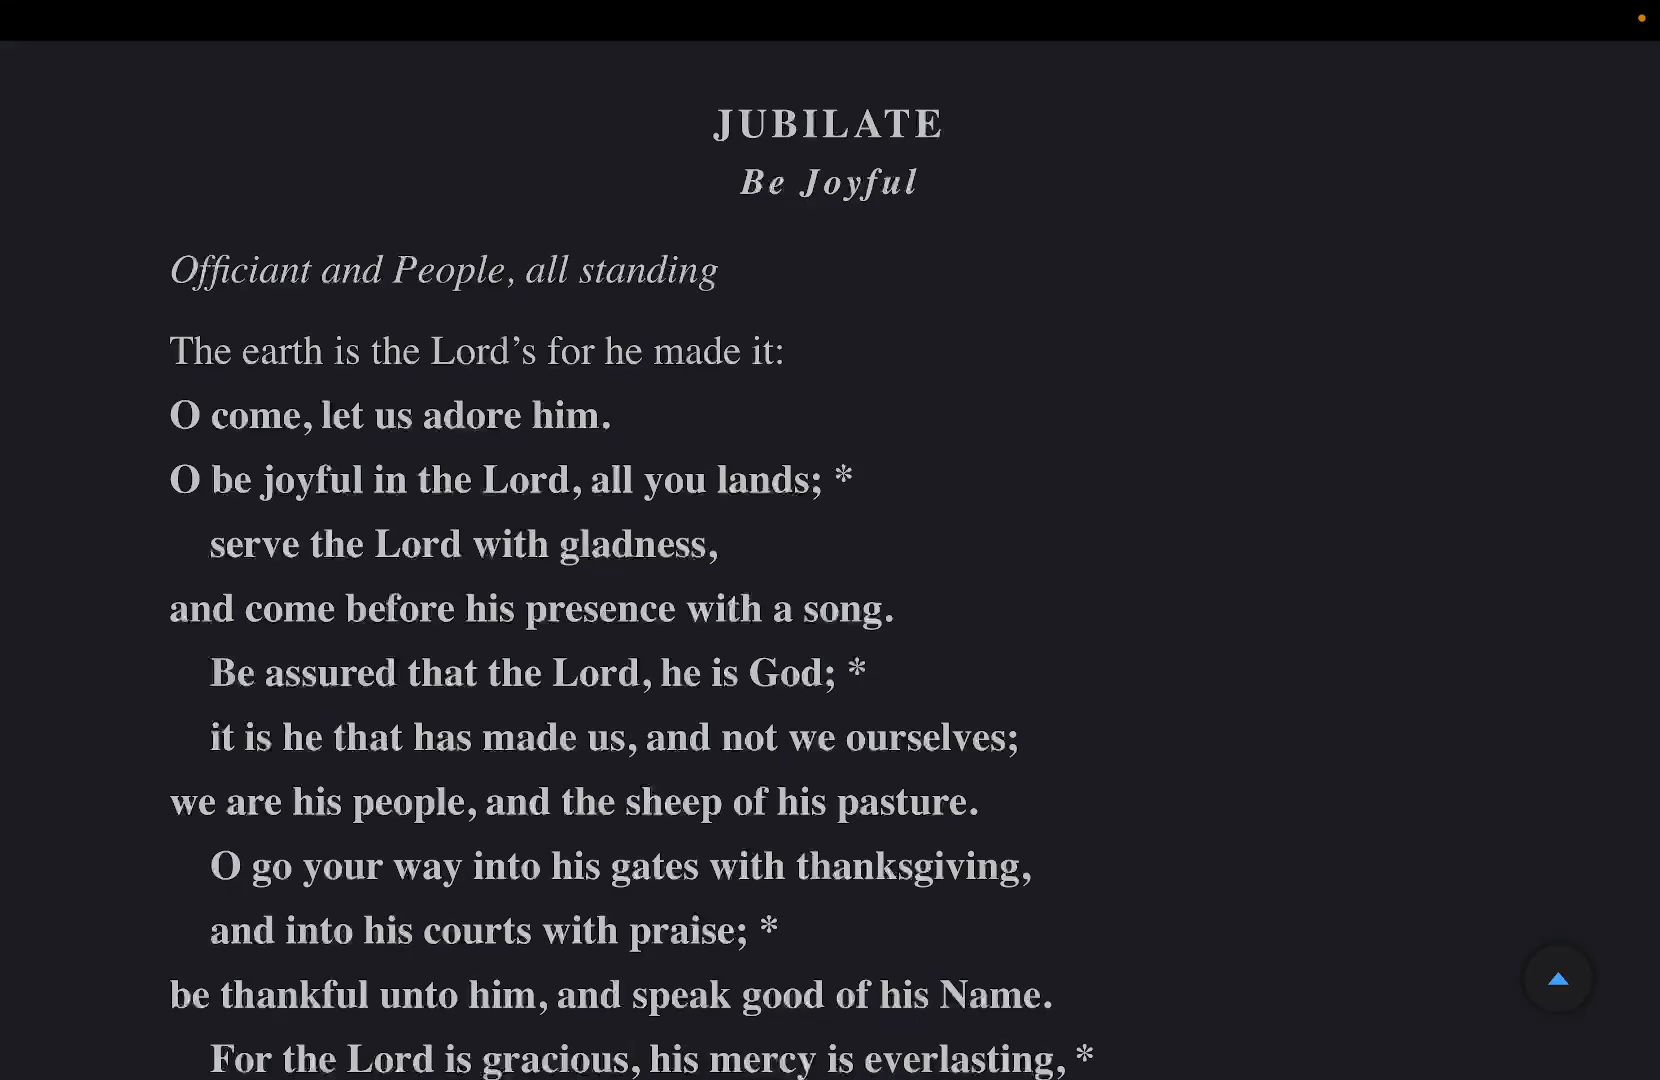 JUBILATE
Be Joyful
Officiant and People, all standing
The earth is the Lord’s for he made it:
O come, let us adore him.
O be joyful in the Lord, all you lands; *
serve the Lord with gladness,
and come before his presence with a song.
Be assured that the Lord, he is God; *
it is he that has made us, and not we ourselves;
we are his people, and the sheep of his pasture.
O go your way into his gates with thanksgiving,
and into his courts with praise; *
be thankful unto him, and speak good of his Name.
For the Lord is gracious, his mercy is everlasting, *